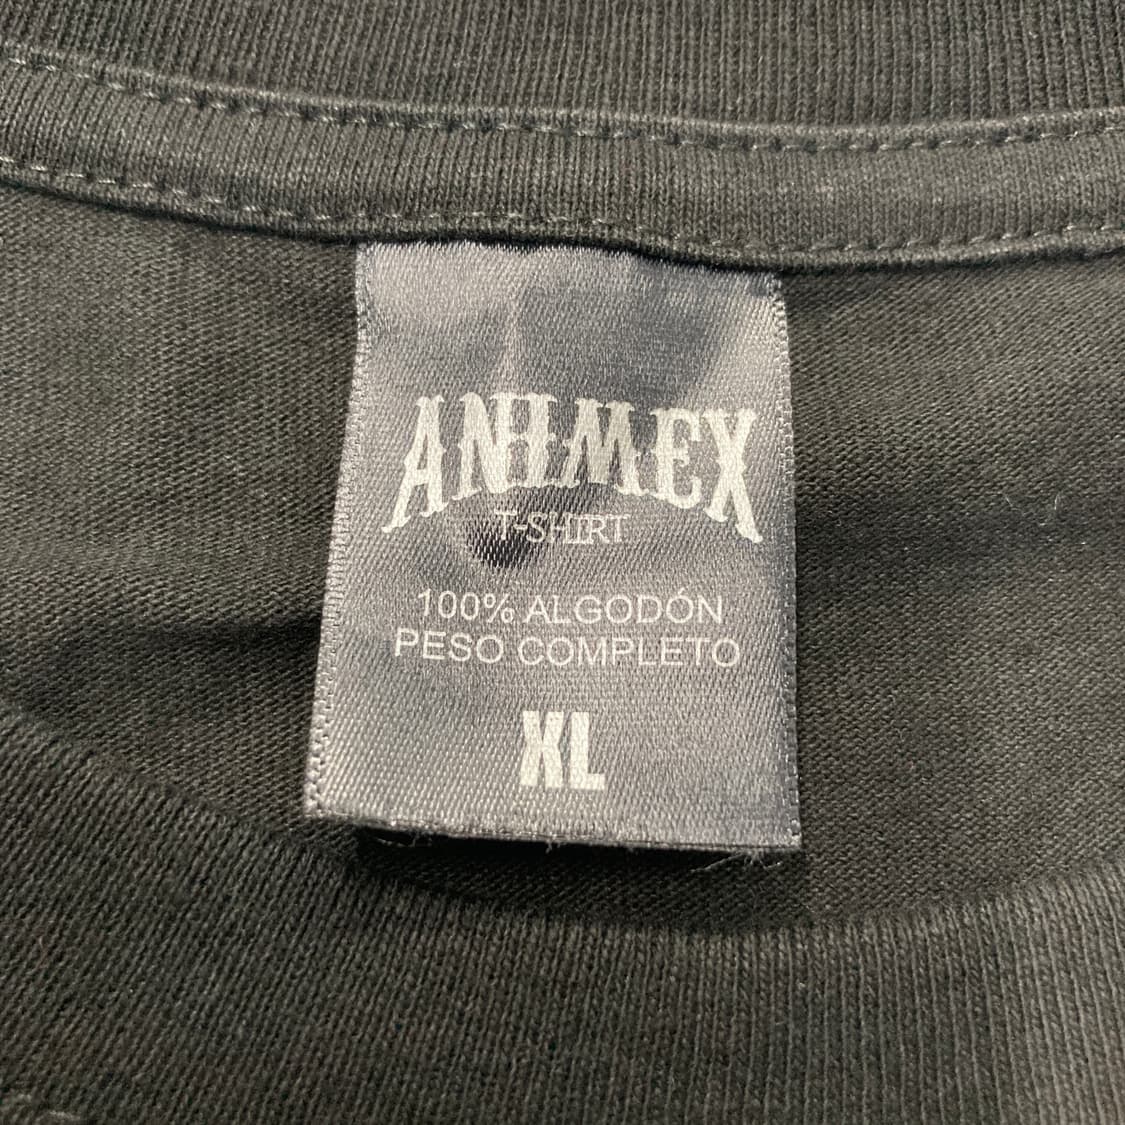 ANIMEX
T-SHIRT
100% ALGODÓN
PESO COMPLETO
XL